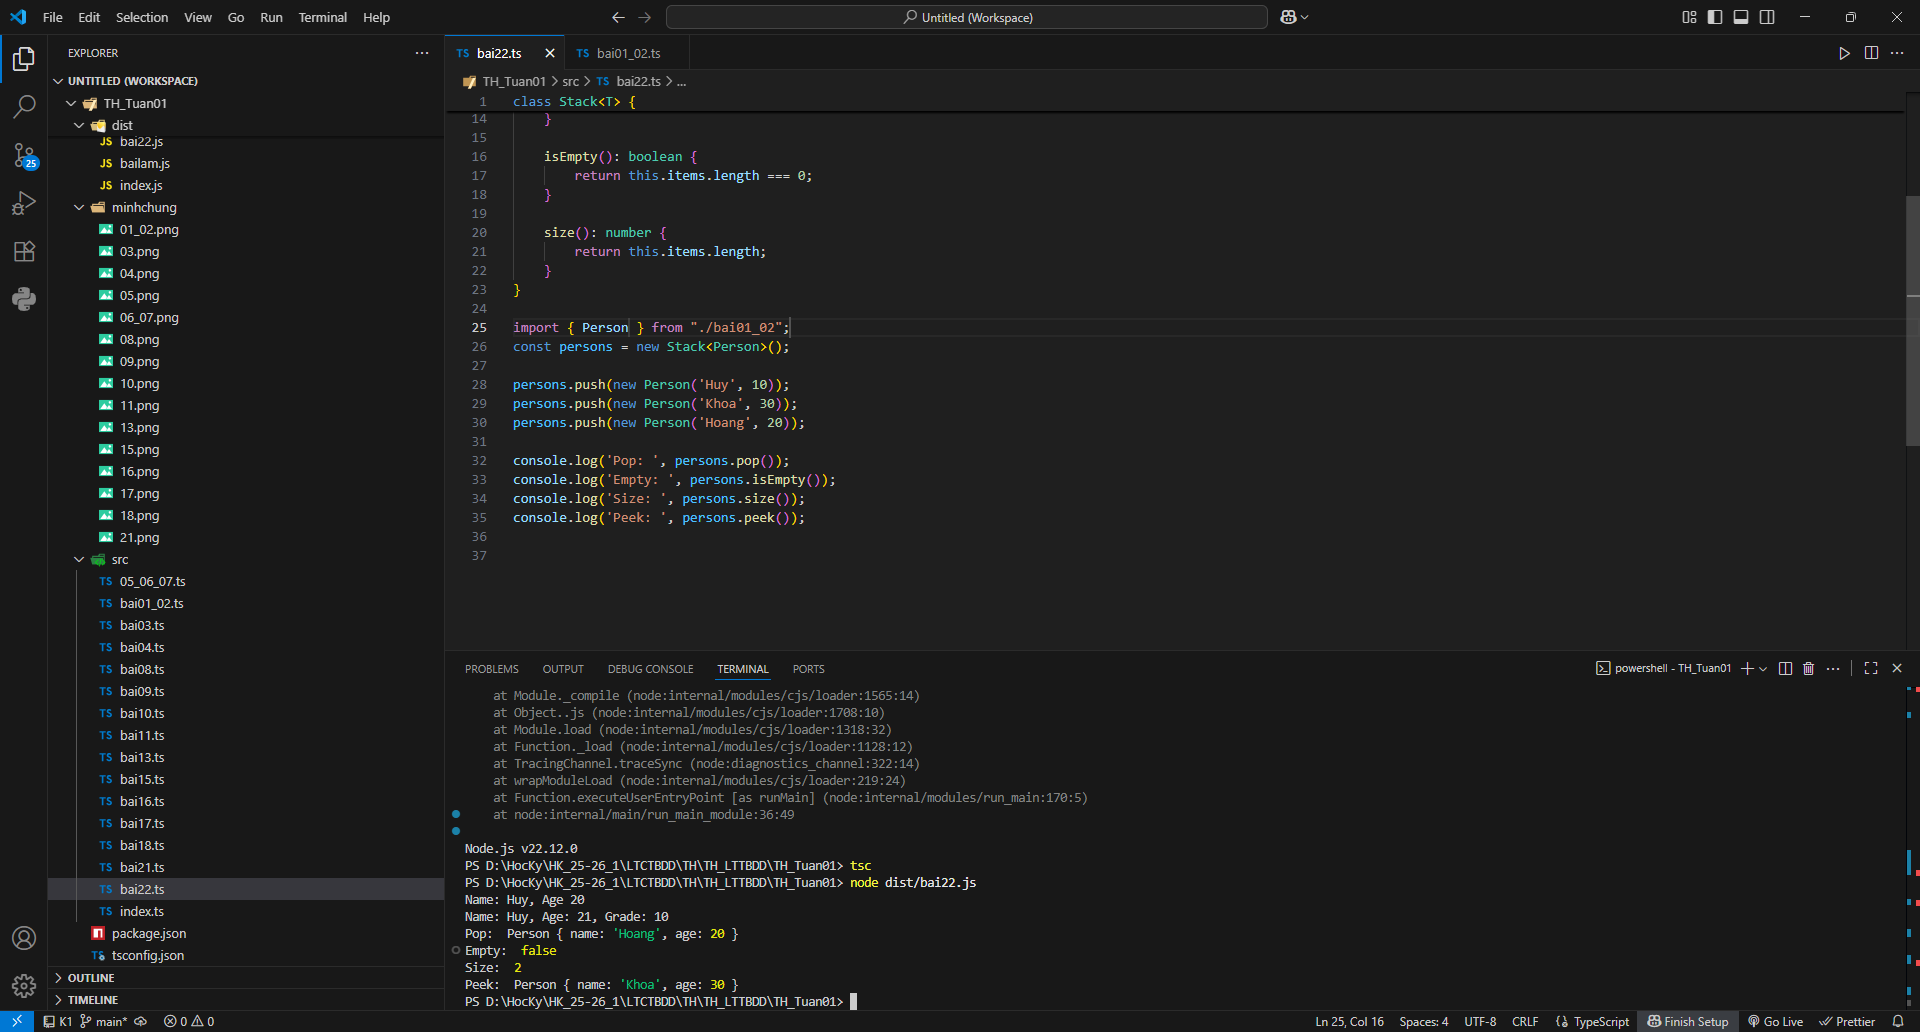 File Edit Selection View Go Run Terminal Help
Untitled (Workspace)
EXPLORER
UNTITLED (WORKSPACE)
TH_Tuan01
dist
bai22.js
bailam.js
index.js
minhchung
01_02.png
03.png
04.png
05.png
06_07.png
08.png
09.png
10.png
11.png
13.png
15.png
16.png
17.png
18.png
21.png
src
TS 05_06_07.ts
TS bai01_02.ts
TS bai03.ts
TS bai04.ts
TS bai08.ts
TS bai09.ts
TS bai10.ts
TS bai11.ts
TS bai13.ts
TS bai15.ts
TS bai16.ts
TS bai17.ts
TS bai18.ts
TS bai21.ts
TS bai22.ts
TS index.ts
package.json
tsconfig.json
OUTLINE
TIMELINE
25
TS bai22.ts TS bai01_02.ts
TH_Tuan01 > src > TS bai22.ts > ...
1 class Stack<T> {
14 }
15
16 isEmpty(): boolean {
17 return this.items.length === 0;
18 }
19
20 size(): number {
21 return this.items.length;
22 }
23 }
24
25 import { Person } from "./bai01_02";
26 const persons = new Stack<Person>();
27
28 persons.push(new Person('Huy', 10));
29 persons.push(new Person('Khoa', 30));
30 persons.push(new Person('Hoang', 20));
31
32 console.log('Pop: ', persons.pop());
33 console.log('Empty: ', persons.isEmpty());
34 console.log('Size: ', persons.size());
35 console.log('Peek: ', persons.peek());
36
37
PROBLEMS OUTPUT DEBUG CONSOLE TERMINAL PORTS
powershell - TH_Tuan01
at Module._compile (node:internal/modules/cjs/loader:1565:14)
at Object..js (node:internal/modules/cjs/loader:1708:10)
at Module.load (node:internal/modules/cjs/loader:1318:32)
at Function._load (node:internal/modules/cjs/loader:1128:12)
at TracingChannel.traceSync (node:diagnostics_channel:322:14)
at wrapModuleLoad (node:internal/modules/cjs/loader:219:24)
at Function.executeUserEntryPoint [as runMain] (node:internal/modules/run_main:170:5)
at node:internal/main/run_main_module:36:49
Node.js v22.12.0
PS D:\HocKy\HK_25-26_1\LTCTBDD\TH\TH_LTTBDD\TH_Tuan01> tsc
PS D:\HocKy\HK_25-26_1\LTCTBDD\TH\TH_LTTBDD\TH_Tuan01> node dist/bai22.js
Name: Huy, Age 20
Name: Huy, Age: 21, Grade: 10
Pop:  Person { name: 'Hoang', age: 20 }
Empty:  false
Size:  2
Peek:  Person { name: 'Khoa', age: 30 }
PS D:\HocKy\HK_25-26_1\LTCTBDD\TH\TH_LTTBDD\TH_Tuan01>
K1 main* 0 0
Ln 25, Col 16 Spaces: 4 UTF-8 CRLF {} TypeScript Finish Setup Go Live Prettier